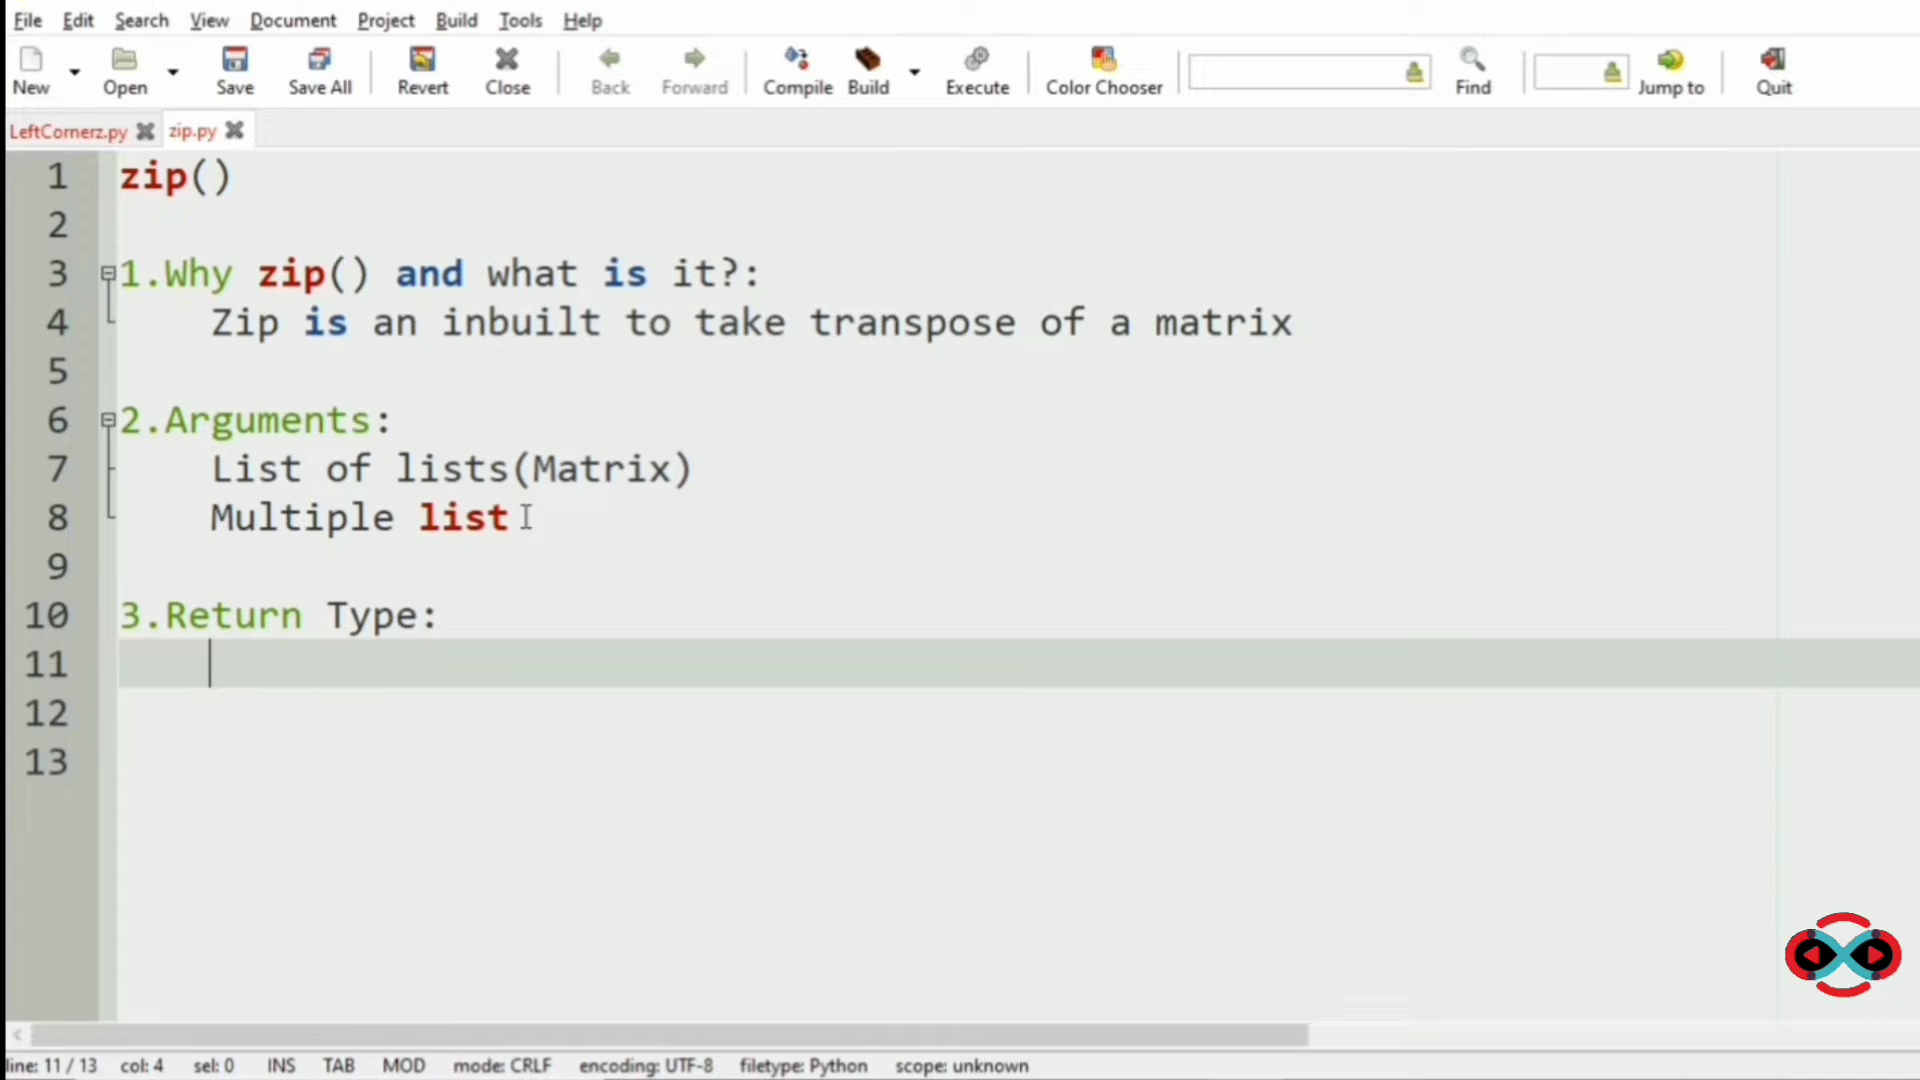 File Edit Search View Document Project Build Tools Help
New Open Save Save All Revert Close Back Forward Compile Build Execute Color Chooser Find Jump to Quit
LeftCornerz.py zip.py
1 zip()
2
3 1.Why zip() and what is it?:
4 Zip is an inbuilt to take transpose of a matrix
5
6 2.Arguments:
7 List of lists(Matrix)
8 Multiple list
9
10 3.Return Type:
11
12
13
line: 11 / 13 col: 4 sel: 0 INS TAB MOD mode: CRLF encoding: UTF-8 filetype: Python scope: unknown